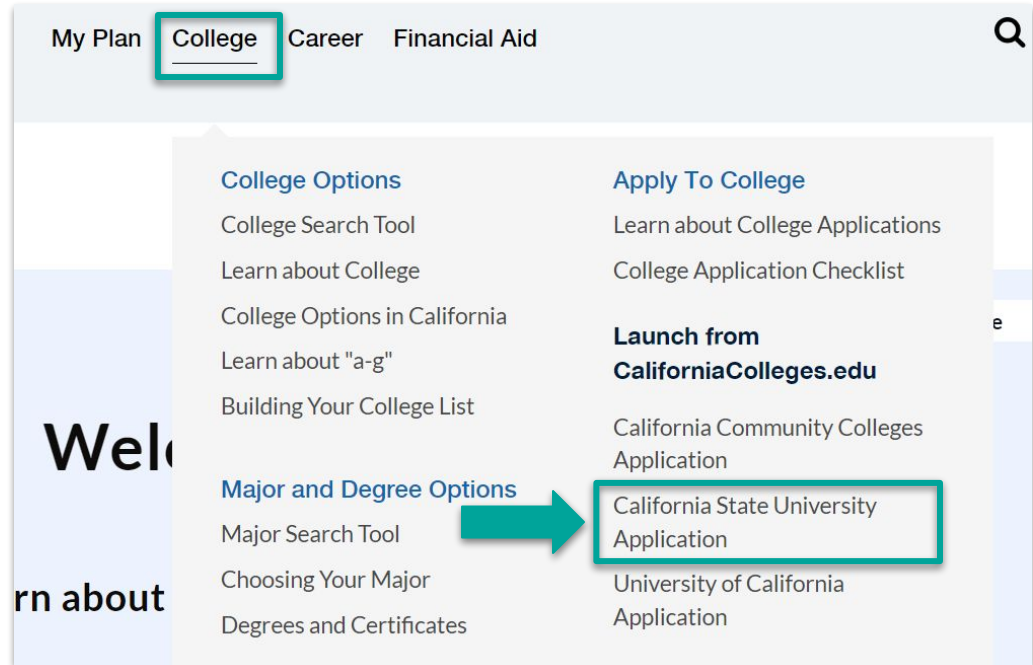 My Plan College Career Financial Aid
College Options
College Search Tool
Learn about College
College Options in California
Learn about "a-g"
Building Your College List
Major and Degree Options
Major Search Tool
Choosing Your Major
Degrees and Certificates
Apply To College
Learn about College Applications
College Application Checklist
Launch from
CaliforniaColleges.edu
California Community Colleges
Application
California State University
Application
University of California
Application
e
Wel
rn about